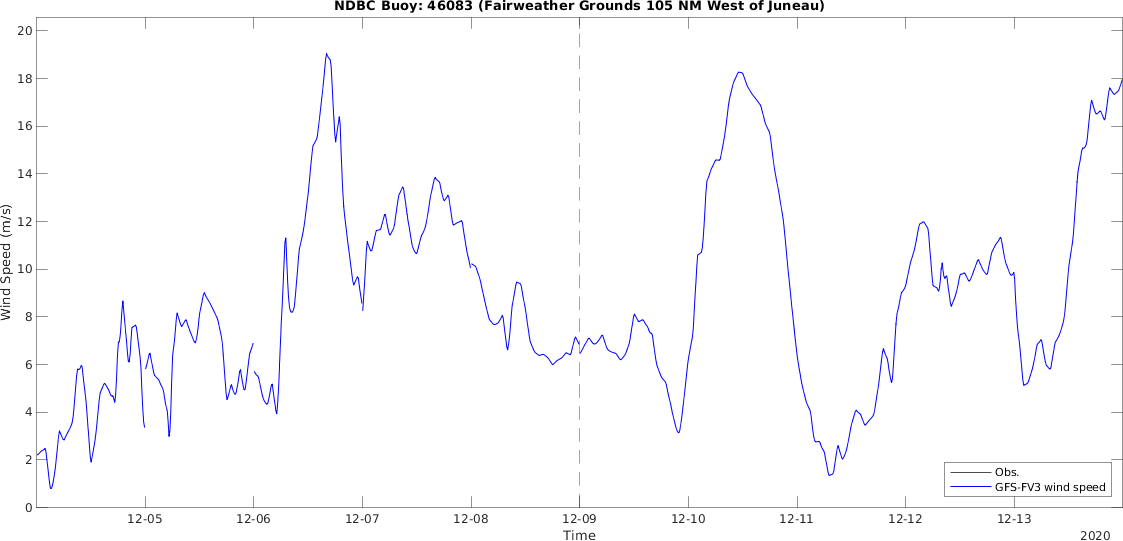 NDBC Buoy: 46083 (Fairweather Grounds 105 NM West of Juneau)
20
18
16
14
12
10
8
6
4
2
0
Wind Speed (m/s)
Obs.
GFS-FV3 wind speed
12-05 12-06 12-07 12-08 12-09 12-10 12-11 12-12 12-13
Time
2020